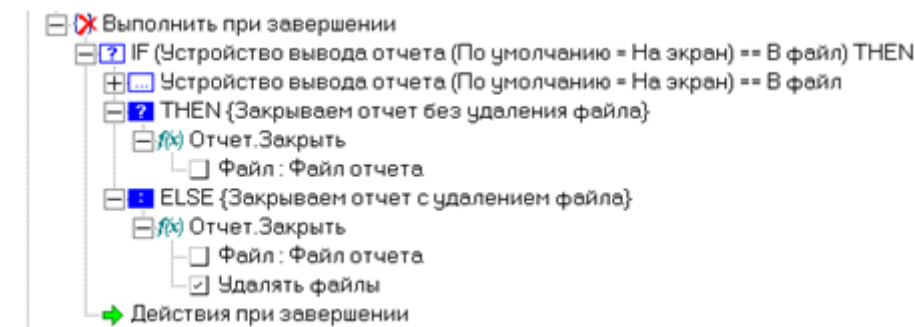 Выполнить при завершении
IF (Устройство вывода отчета (По умолчанию = На экран) == В файл) THEN
Устройство вывода отчета (По умолчанию = На экран) == В файл
THEN {Закрываем отчет без удаления файла}
f(x) Отчет.Закрыть
Файл : Файл отчета
ELSE {Закрываем отчет с удалением файла}
f(x) Отчет.Закрыть
Файл : Файл отчета
Удалять файлы
Действия при завершении